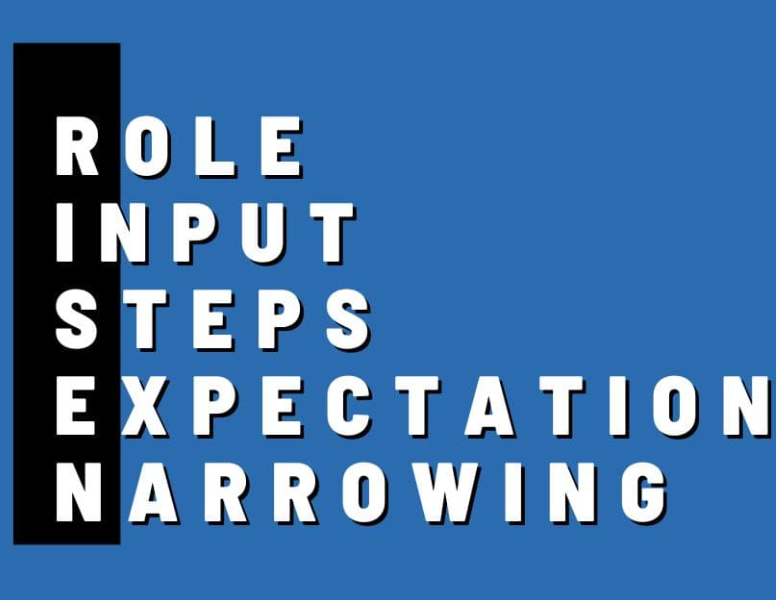 ROLE
INPUT
STEPS
EXPECTATION
NARROWING